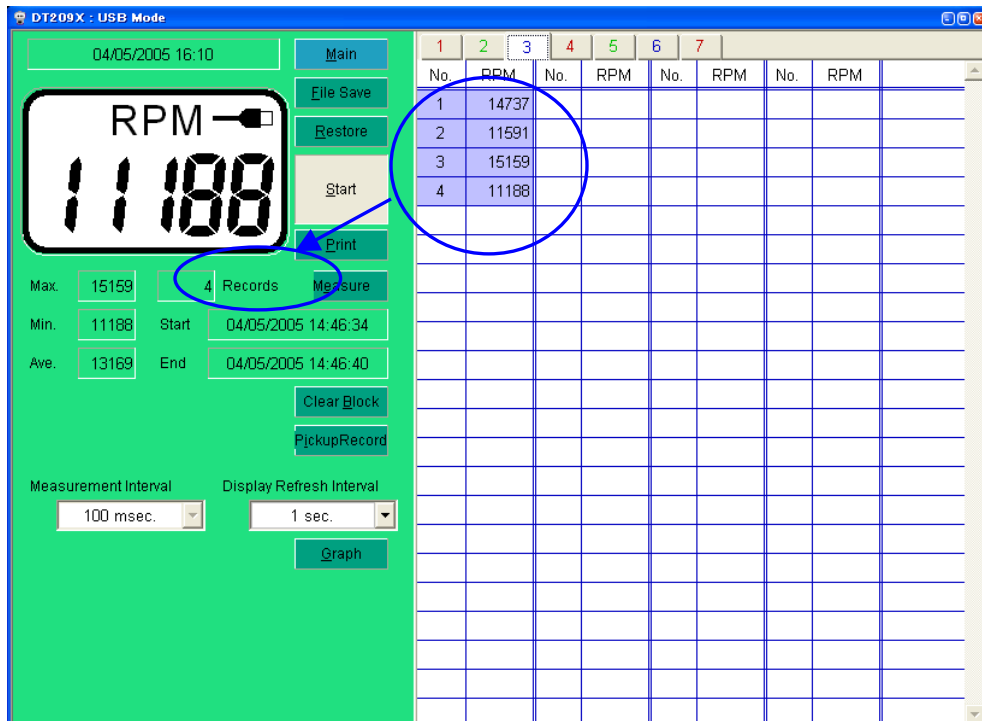 DT209X : USB Mode
04/05/2005 16:10
Main
File Save
Restore
Start
Print
RPM
11188
Max. 15159 4 Records Measure
Min. 11188 Start 04/05/2005 14:46:34
Ave. 13169 End 04/05/2005 14:46:40
Clear Block
PickupRecord
Measurement Interval Display Refresh Interval
100 msec. 1 sec.
Graph
1 2 3 4 5 6 7
No. RPM No. RPM No. RPM No. RPM
1 14737
2 11591
3 15159
4 11188